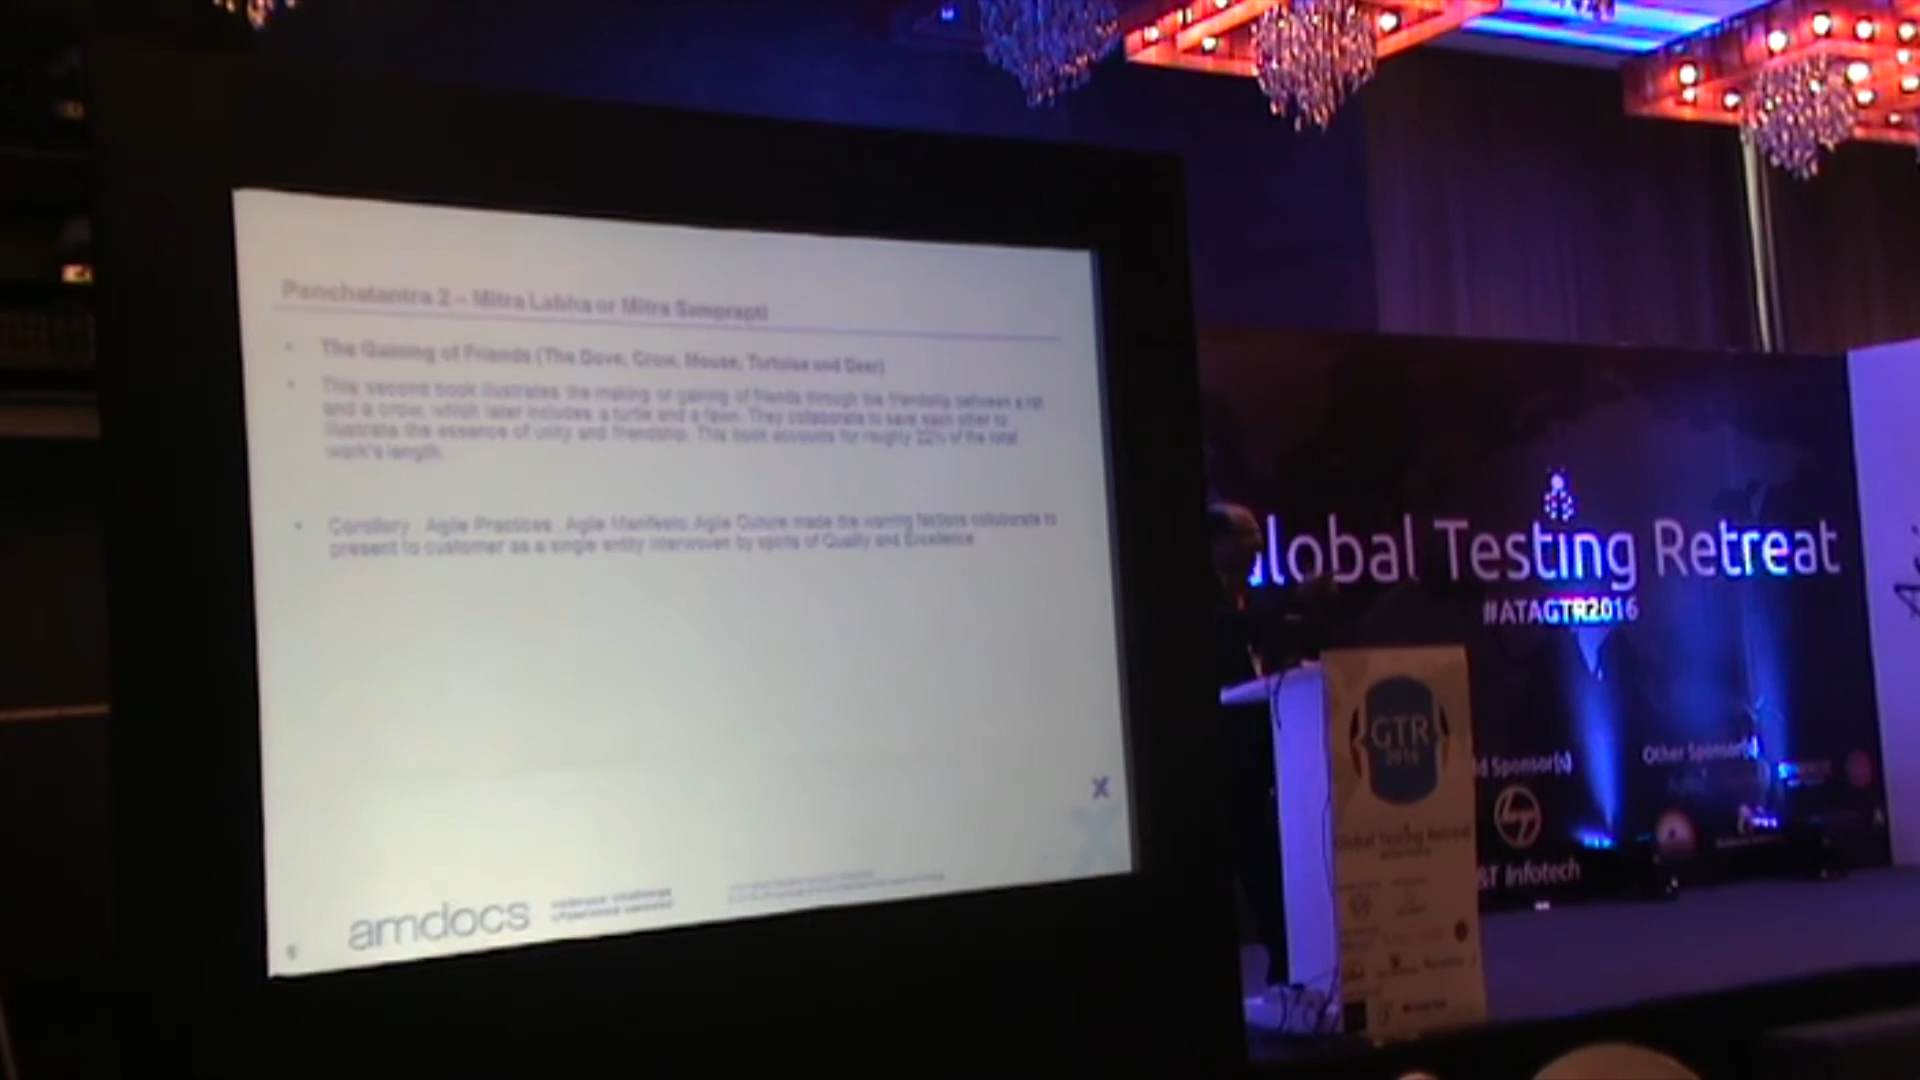 Panchatantra 2 – Mitra Labha or Mitra Samprapti
• The Gaining of Friends (The Dove, Crow, Mouse, Tortoise and Deer)
• This second book illustrates the making or gaining of friends through the friendship between a rat
and a crow, which later includes a turtle and a fawn. They collaborate to save each other to
illustrate the essence of unity and friendship. This book accounts for roughly 22% of the total
work's length.
• Corollary : Agile Practices , Agile Manifesto, Agile Culture made the warring factions collaborate to
present to customer as a single entity interwoven by spirits of Quality and Excellence
X
amdocs
lobal Testing Retreat
#ATAGTR2016
d Sponsor(s)
Other Sponsor(s)
&T Infotech
{GTR}
2016
Global Testing Retreat